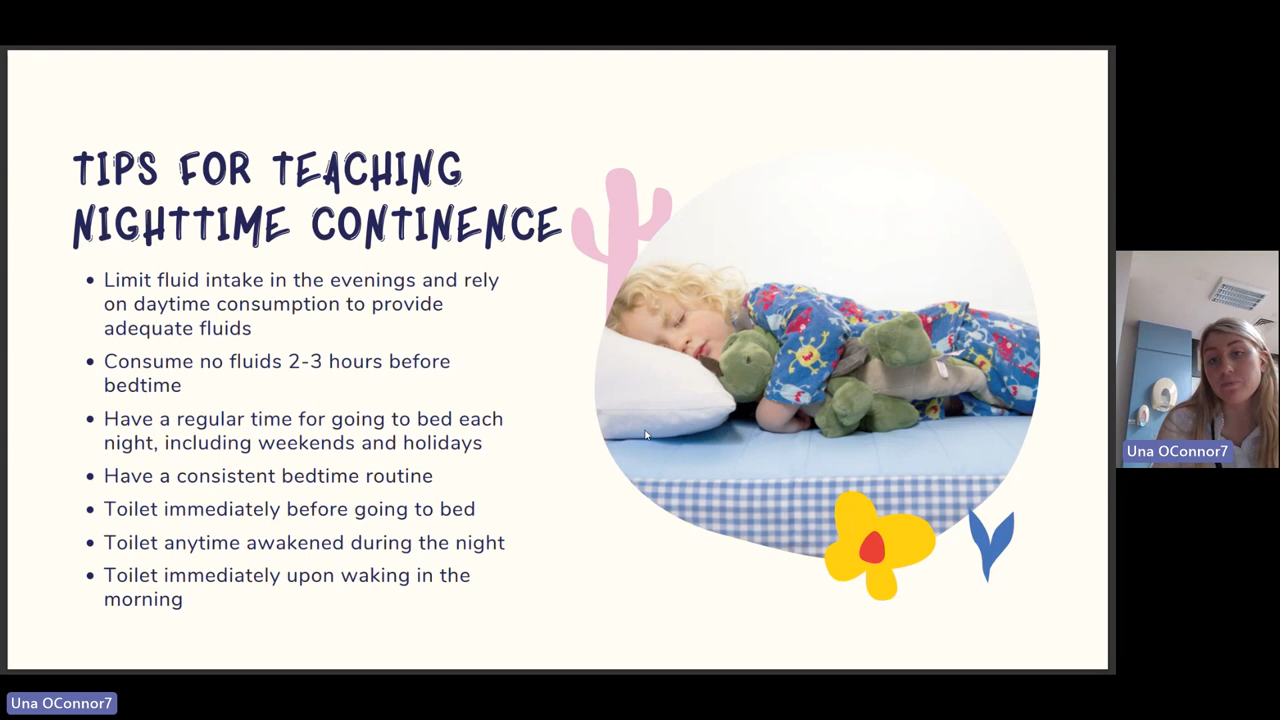 TIPS FOR TEACHING
NIGHTTIME CONTINENCE
• Limit fluid intake in the evenings and rely
on daytime consumption to provide
adequate fluids
• Consume no fluids 2-3 hours before
bedtime
• Have a regular time for going to bed each
night, including weekends and holidays
• Have a consistent bedtime routine
• Toilet immediately before going to bed
• Toilet anytime awakened during the night
• Toilet immediately upon waking in the
morning
Una OConnor7
Una OConnor7